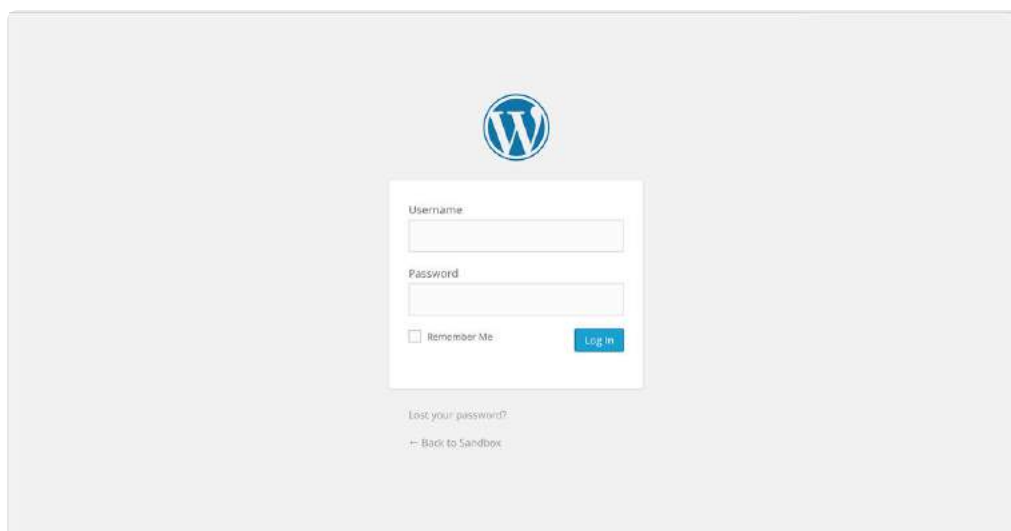 Username
Password
Remember Me
Log In
Lost your password?
← Back to Sandbox